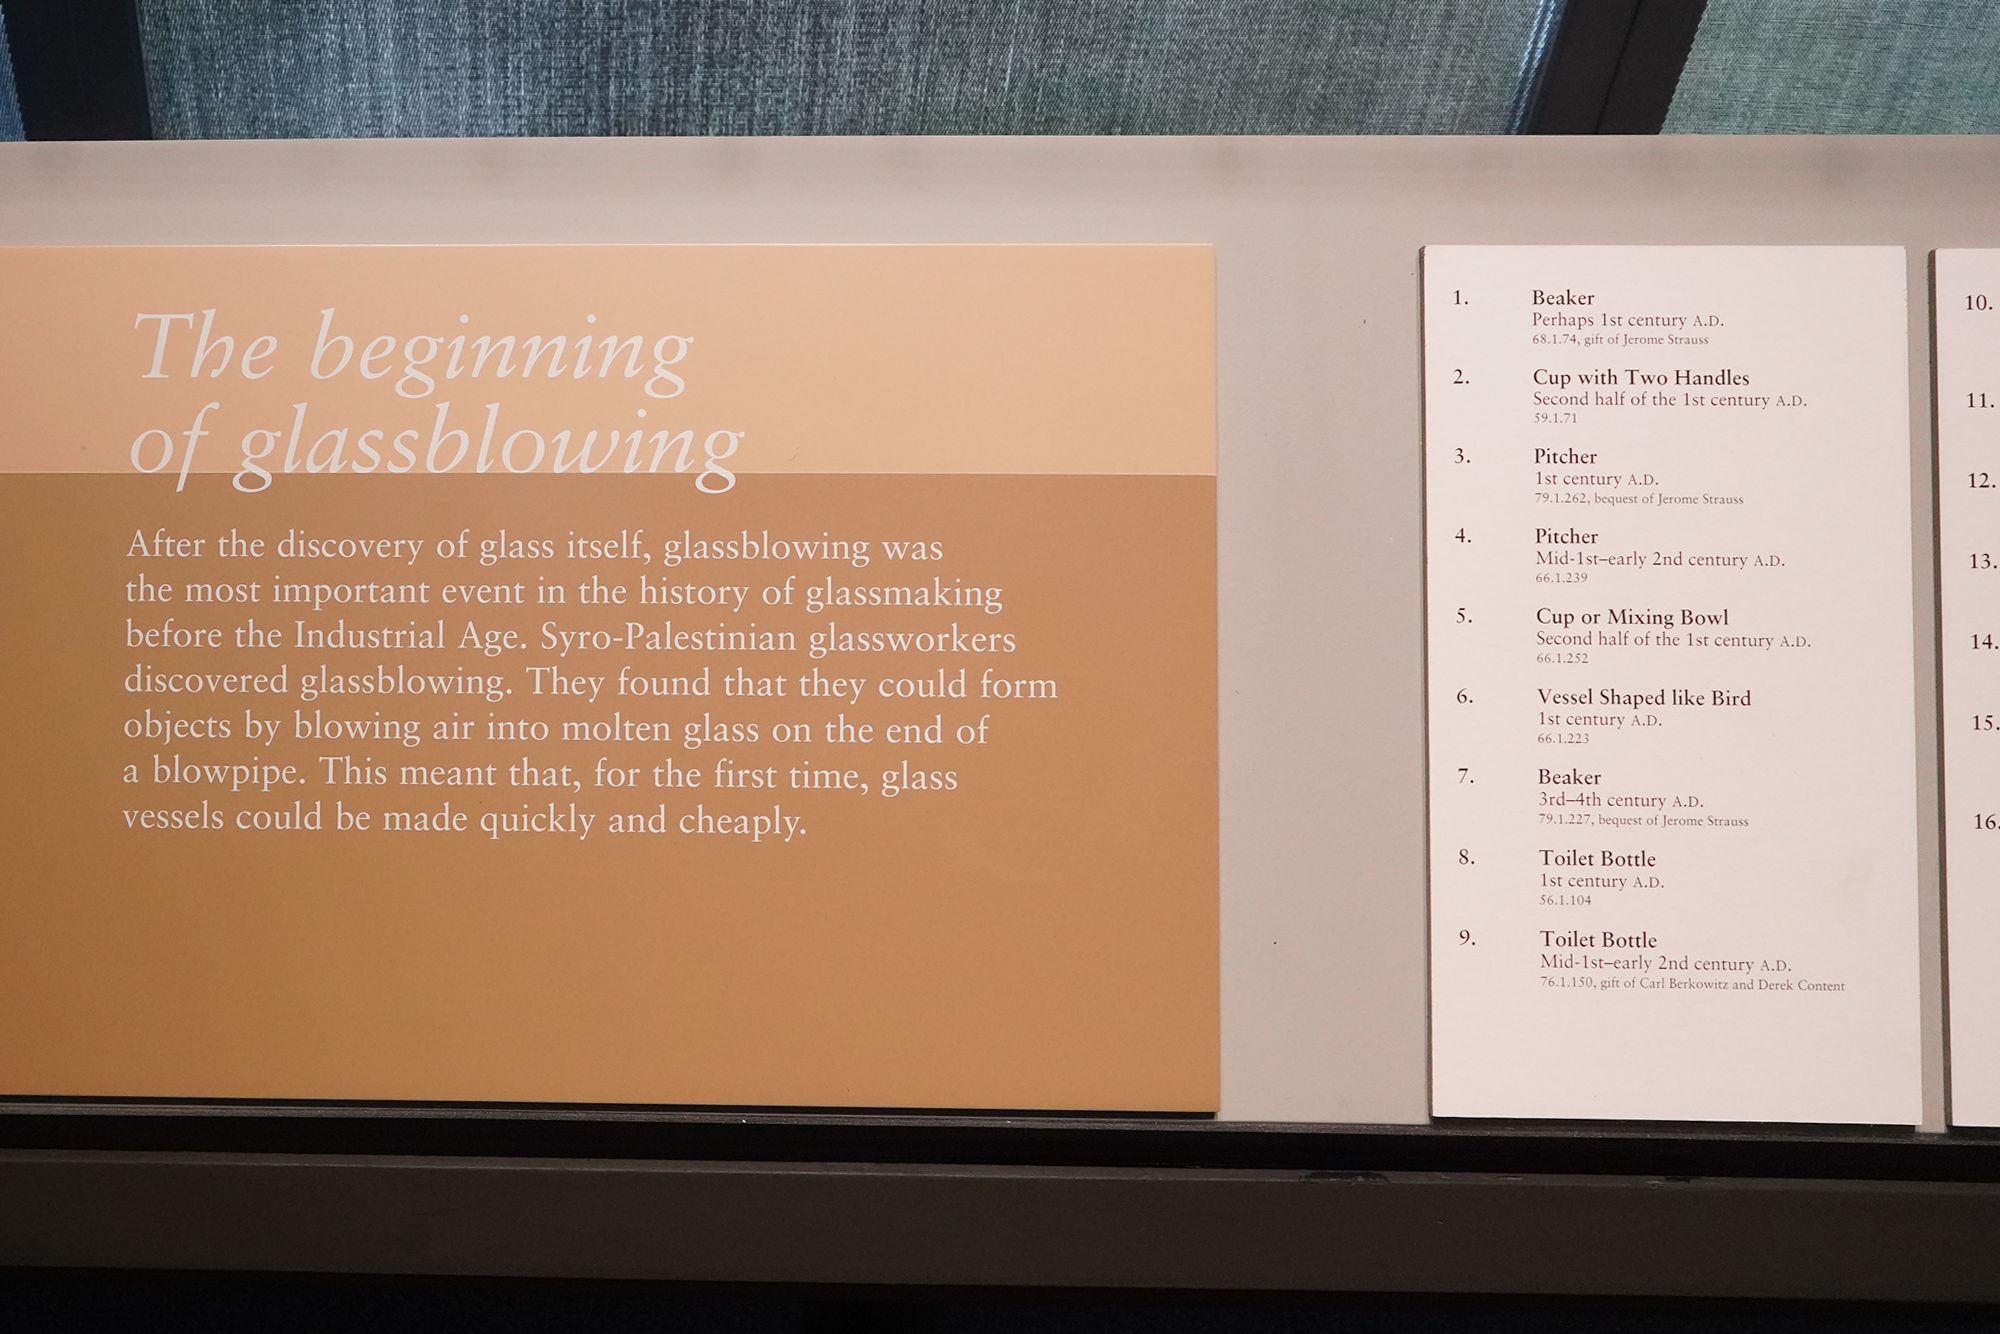 The beginning
of glassblowing
After the discovery of glass itself, glassblowing was
the most important event in the history of glassmaking
before the Industrial Age. Syro-Palestinian glassworkers
discovered glassblowing. They found that they could form
objects by blowing air into molten glass on the end of
a blowpipe. This meant that, for the first time, glass
vessels could be made quickly and cheaply.
1. Beaker
Perhaps 1st century A.D.
68.1.74, gift of Jerome Strauss
2. Cup with Two Handles
Second half of the 1st century A.D.
59.1.71
3. Pitcher
1st century A.D.
79.1.262, bequest of Jerome Strauss
4. Pitcher
Mid-1st–early 2nd century A.D.
66.1.239
5. Cup or Mixing Bowl
Second half of the 1st century A.D.
66.1.252
6. Vessel Shaped like Bird
1st century A.D.
66.1.223
7. Beaker
3rd–4th century A.D.
79.1.227, bequest of Jerome Strauss
8. Toilet Bottle
1st century A.D.
56.1.104
9. Toilet Bottle
Mid-1st–early 2nd century A.D.
76.1.150, gift of Carl Berkowitz and Derek Content
10.
11.
12.
13.
14.
15.
16.